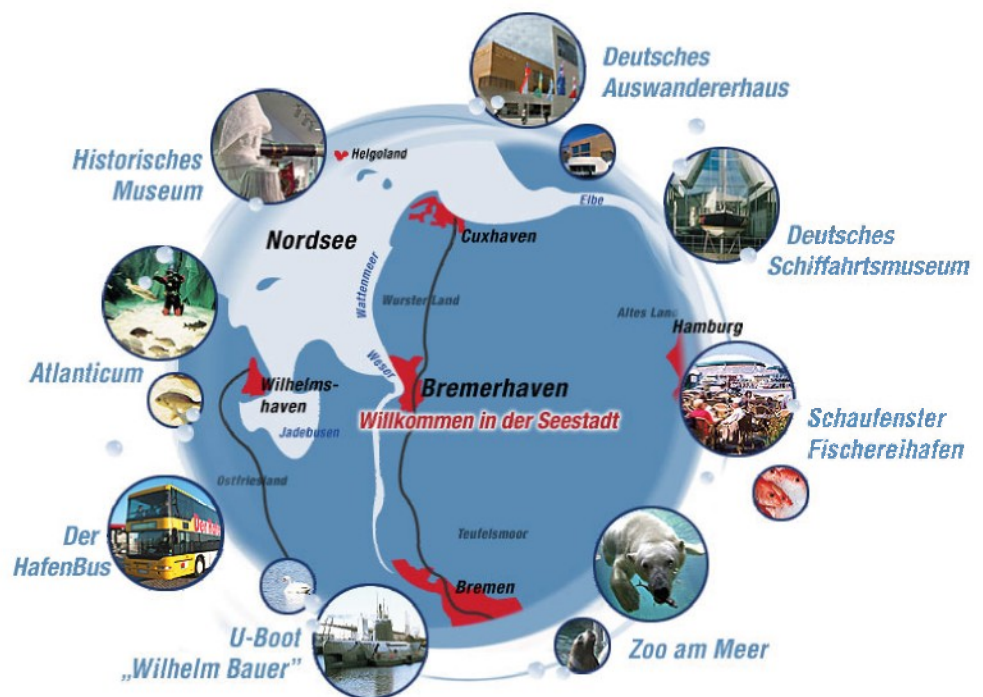 Deutsches
Auswandererhaus
Historisches
Museum
Helgoland
Elbe
Nordsee
Cuxhaven
Deutsches
Schiffahrtsmuseum
Wattenmeer
Wurster Land
Altes Land
Hamburg
Atlanticum
Weser
Wilhelms-
haven
Bremerhaven
Willkommen in der Seestadt
Jadebusen
Schaufenster
Fischereihafen
Ostfriesland
Der
HafenBus
Teufelsmoor
Bremen
U-Boot
„Wilhelm Bauer”
Zoo am Meer